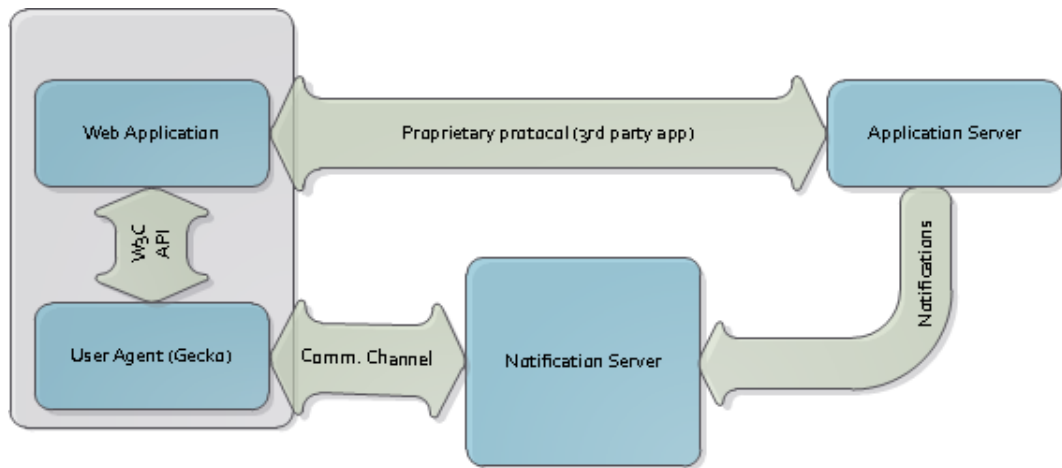 Web Application
Proprietary protocol (3rd party app)
Application Server
W3C
API
Notifications
User Agent (Gecko)
Comm. Channel
Notification Server